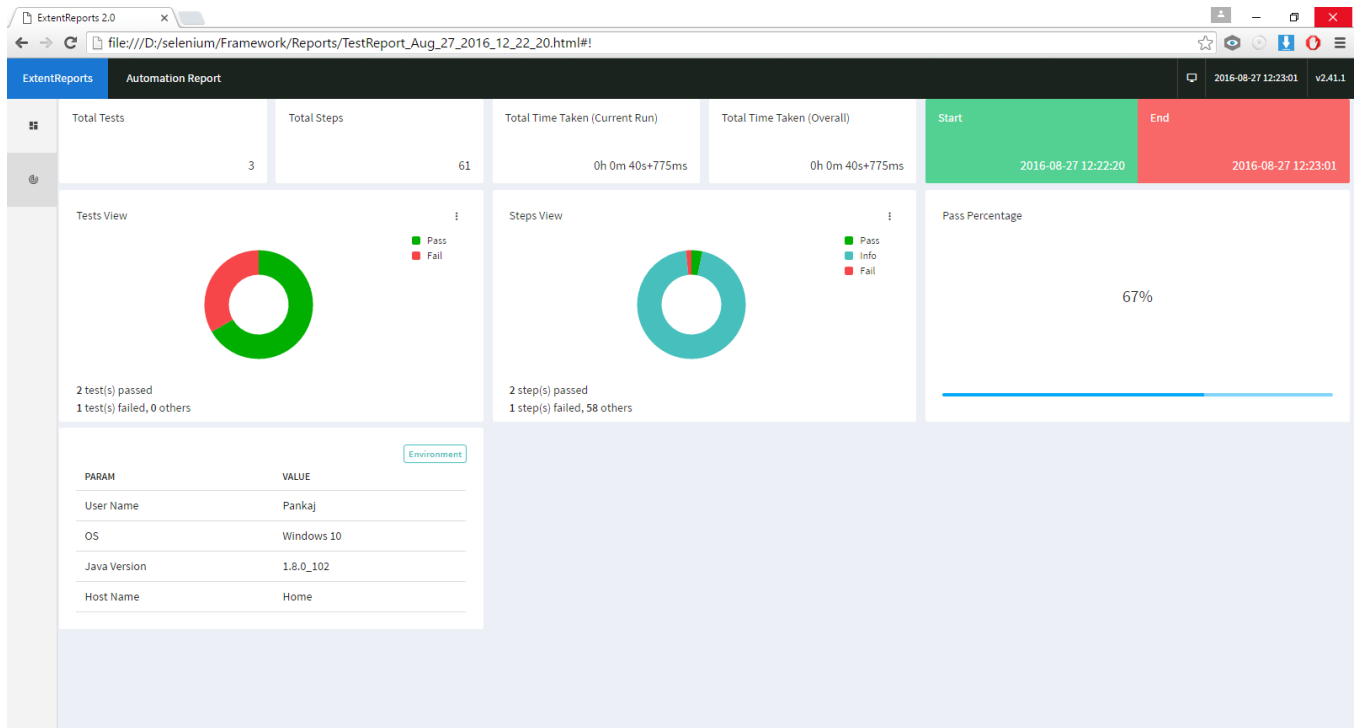 ExtentReports 2.0
file:///D:/selenium/Framework/Reports/TestReport_Aug_27_2016_12_22_20.html#!
ExtentReports Automation Report 2016-08-27 12:23:01 v2.41.1
Total Tests
3
Total Steps
61
Total Time Taken (Current Run)
0h 0m 40s+775ms
Total Time Taken (Overall)
0h 0m 40s+775ms
Start
2016-08-27 12:22:20
End
2016-08-27 12:23:01
Tests View
Pass
Fail
2 test(s) passed
1 test(s) failed, 0 others
Steps View
Pass
Info
Fail
2 step(s) passed
1 step(s) failed, 58 others
Pass Percentage
67%
Environment
PARAM VALUE
User Name Pankaj
OS Windows 10
Java Version 1.8.0_102
Host Name Home